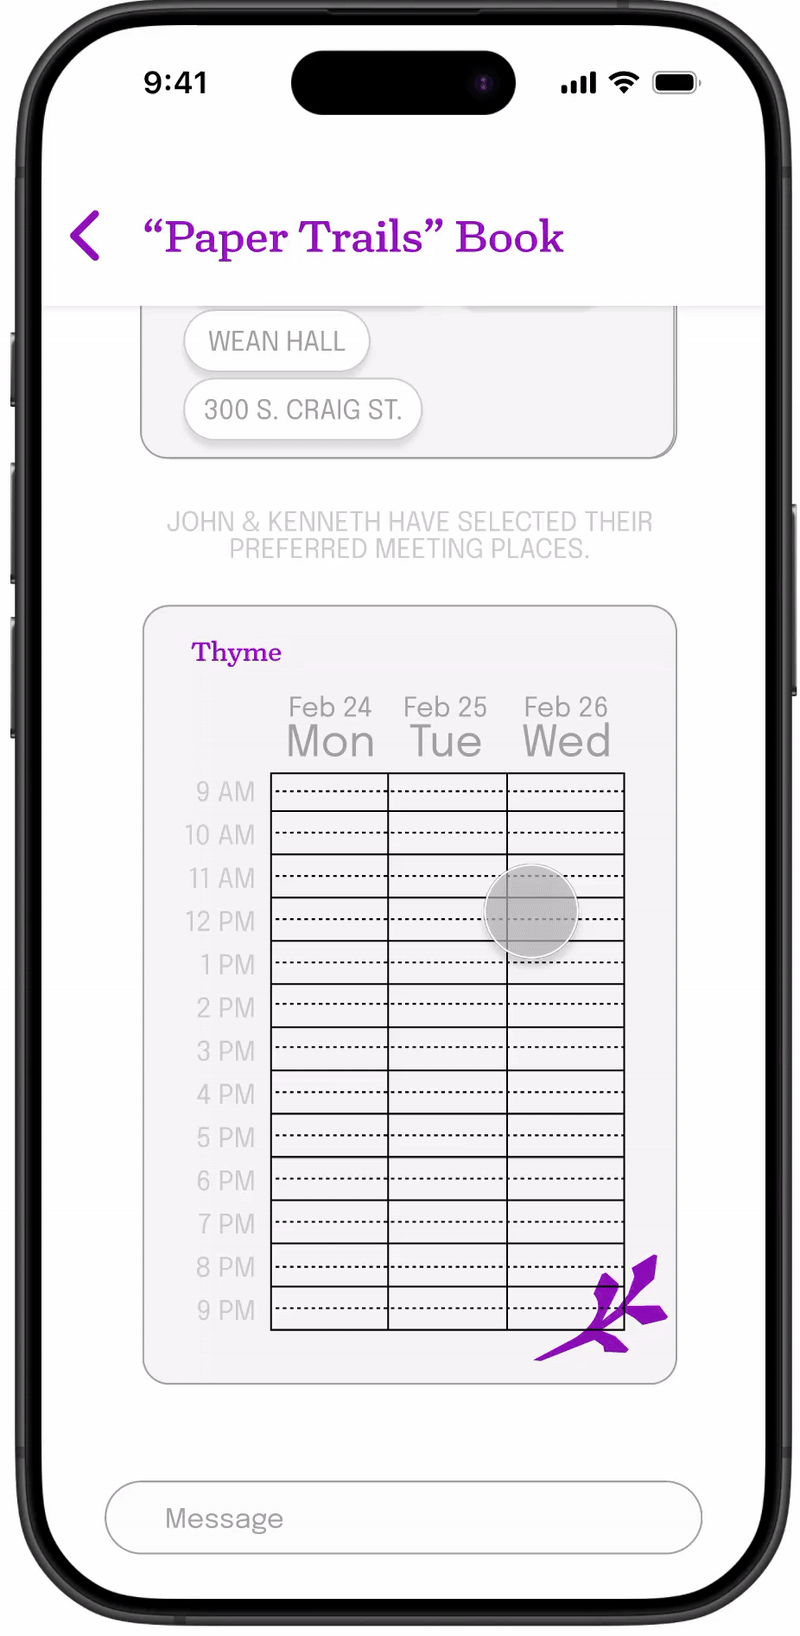 9:41
“Paper Trails” Book
WEAN HALL
300 S. CRAIG ST.
JOHN & KENNETH HAVE SELECTED THEIR
PREFERRED MEETING PLACES.
Thyme
Feb 24 Feb 25 Feb 26
Mon Tue Wed
9 AM
10 AM
11 AM
12 PM
1 PM
2 PM
3 PM
4 PM
5 PM
6 PM
7 PM
8 PM
9 PM
Message